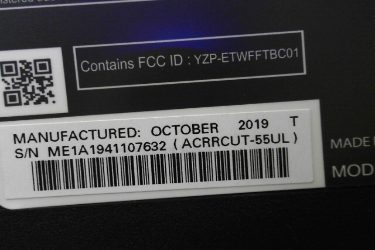 Contains FCC ID : YZP-ETWFFTBC01
MANUFACTURED: OCTOBER 2019 T
S/N ME1A1941107632 ( ACRRCUT-55UL )
MADE
MOD